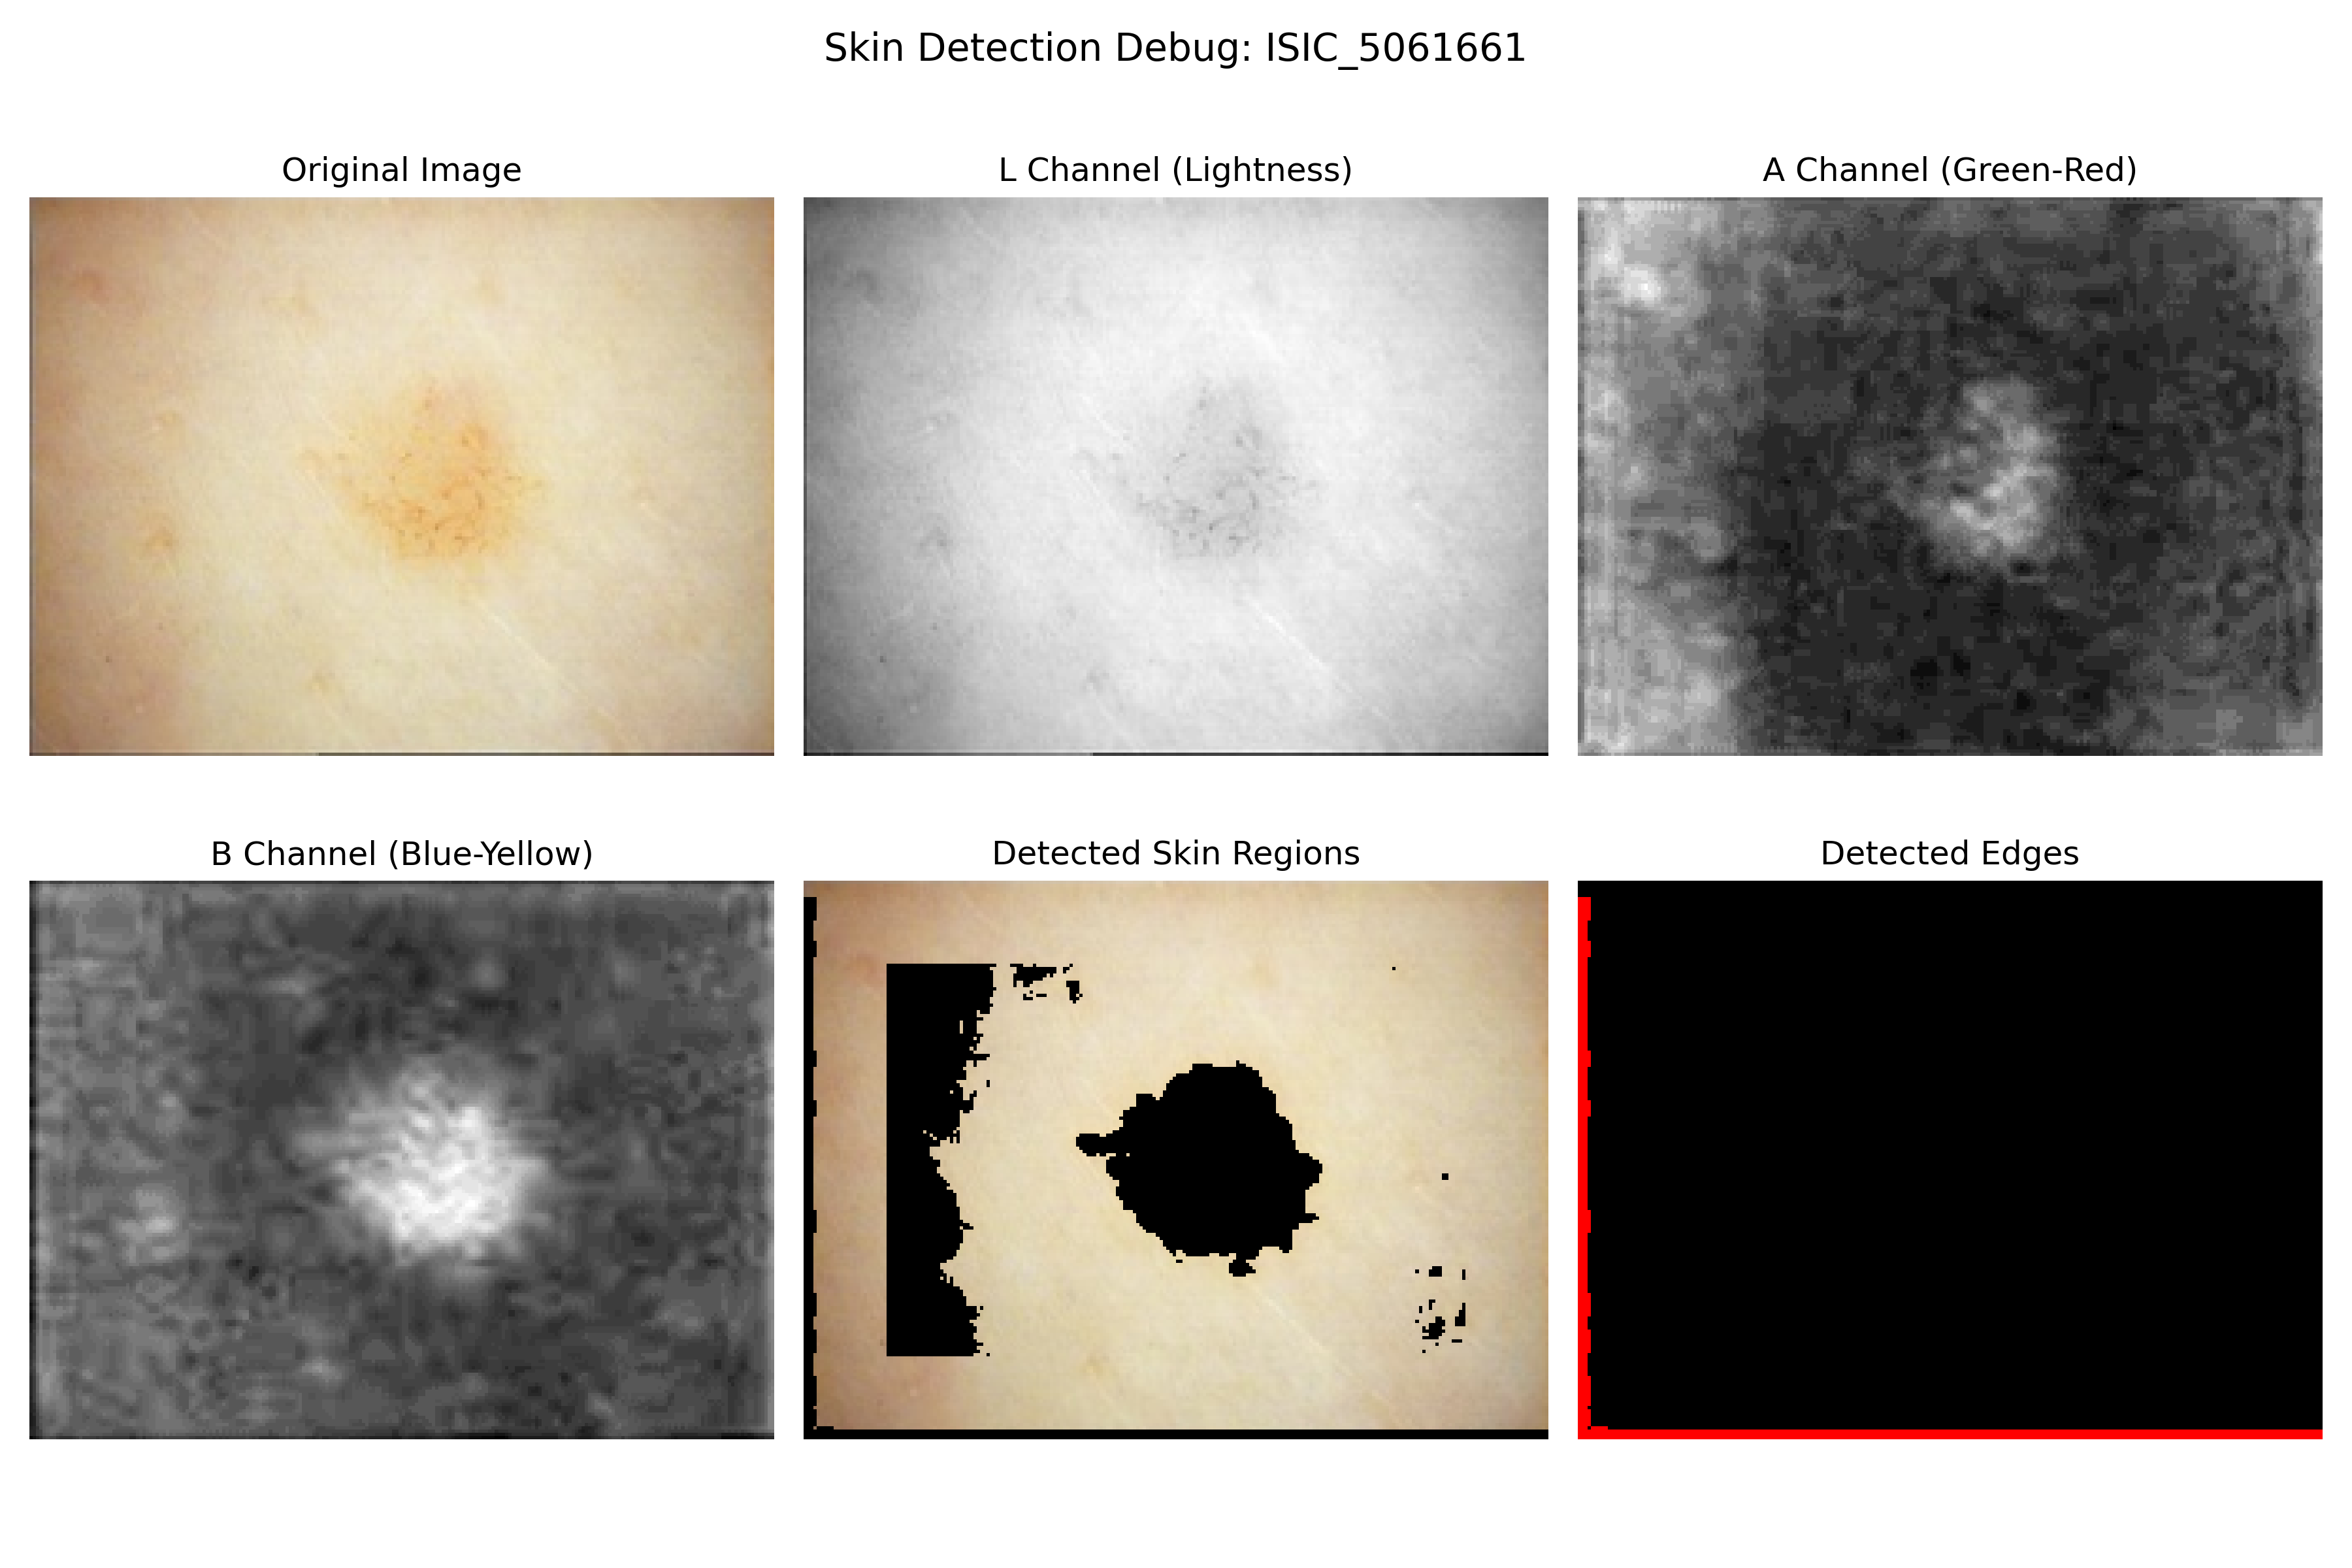 Skin Detection Debug: ISIC_5061661
Original Image
L Channel (Lightness)
A Channel (Green-Red)
B Channel (Blue-Yellow)
Detected Skin Regions
Detected Edges